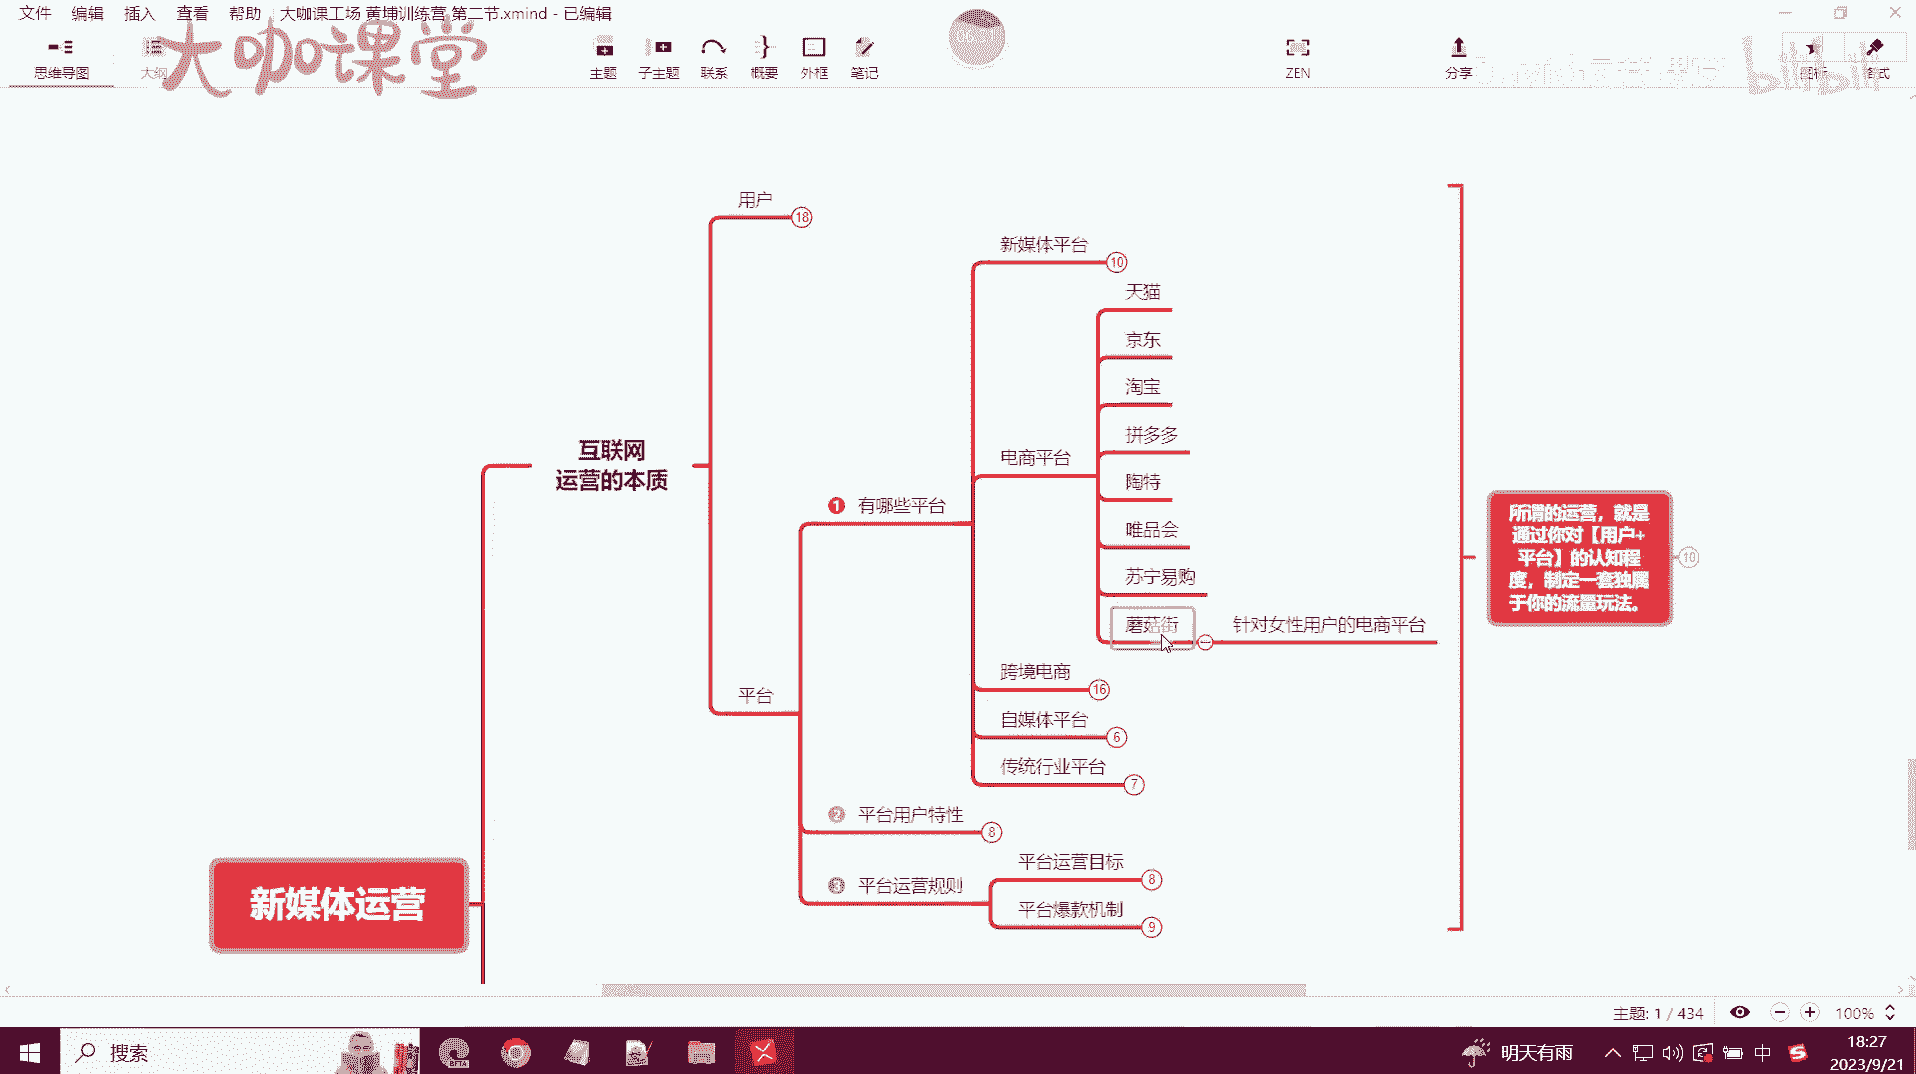 文件 编辑 插入 查看 帮助 大咖课工场 黄埔训练营 第二节.xmind - 已编辑
大咖课堂
思维导图 大纲 主题 子主题 联系 概要 外框 笔记 ZEN 分享 图标 格式
bilibili
用户 18
新媒体平台 10
天猫
京东
淘宝
拼多多
电商平台
陶特
唯品会
苏宁易购
蘑菇街 针对女性用户的电商平台
互联网
运营的本质
1 有哪些平台
跨境电商 16
自媒体平台 6
传统行业平台 7
平台
2 平台用户特性 8
平台运营目标 8
3 平台运营规则
平台爆款机制 9
新媒体运营
所谓的运营，就是
通过你对【用户+
平台】的认知程
度，制定一套独属
于你的流量玩法。
10
主题: 1 / 434 100%
搜索
BETA
明天有雨
中
18:27
2023/9/21